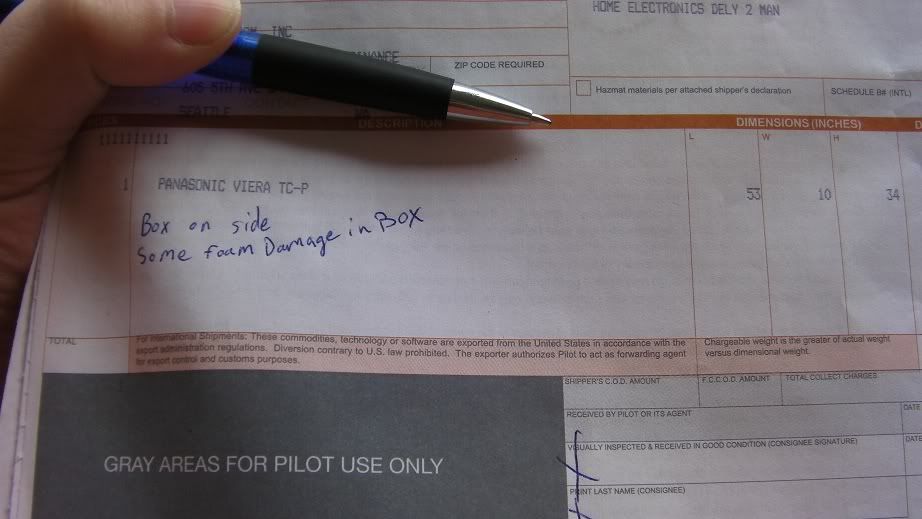 HOME ELECTRONICS DELY 2 MAN
INC
ZIP CODE REQUIRED
Hazmat materials per attached shipper's declaration
SCHEDULE B# (INTL)
605 5TH AVE
SEATTLE
DESCRIPTION
DIMENSIONS (INCHES)
L W H
1111111111
1 PANASONIC VIERA TC-P 53 10 34
Box on side
Some foam Damage in BOX
TOTAL
For International Shipments: These commodities, technology or software are exported from the United States in accordance with the
export administration regulations. Diversion contrary to U.S. law prohibited. The exporter authorizes Pilot to act as forwarding agent
for export control and customs purposes.
Chargeable weight is the greater of actual weight
versus dimensional weight.
SHIPPER'S C.O.D. AMOUNT
F.C.C.O.D. AMOUNT
TOTAL COLLECT CHARGES
RECEIVED BY PILOT OR ITS AGENT
DATE
VISUALLY INSPECTED & RECEIVED IN GOOD CONDITION (CONSIGNEE SIGNATURE)
DATE
GRAY AREAS FOR PILOT USE ONLY
PRINT LAST NAME (CONSIGNEE)